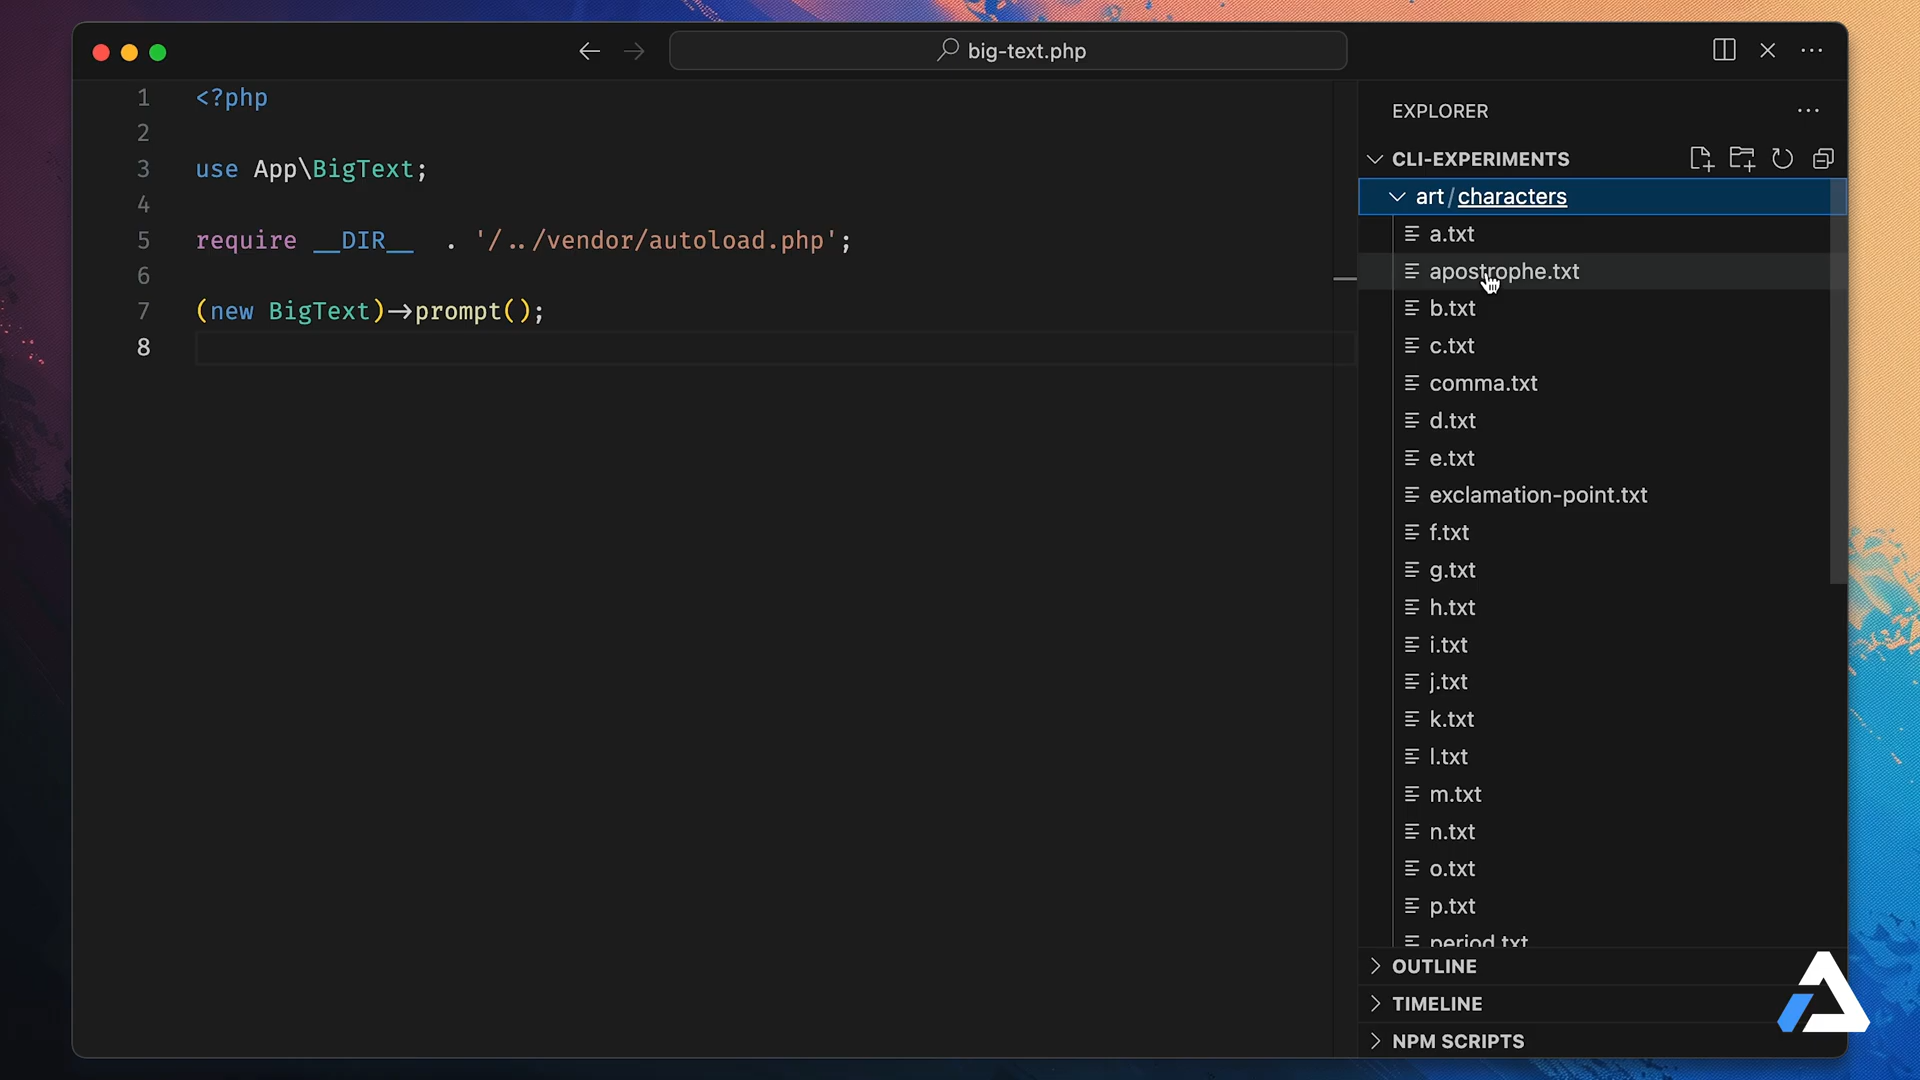 big-text.php
1 <?php
2
3 use App\BigText;
4
5 require __DIR__ . '/../vendor/autoload.php';
6
7 (new BigText)->prompt();
8
EXPLORER
CLI-EXPERIMENTS
art/characters
a.txt
apostrophe.txt
b.txt
c.txt
comma.txt
d.txt
e.txt
exclamation-point.txt
f.txt
g.txt
h.txt
i.txt
j.txt
k.txt
l.txt
m.txt
n.txt
o.txt
p.txt
period.txt
OUTLINE
TIMELINE
NPM SCRIPTS